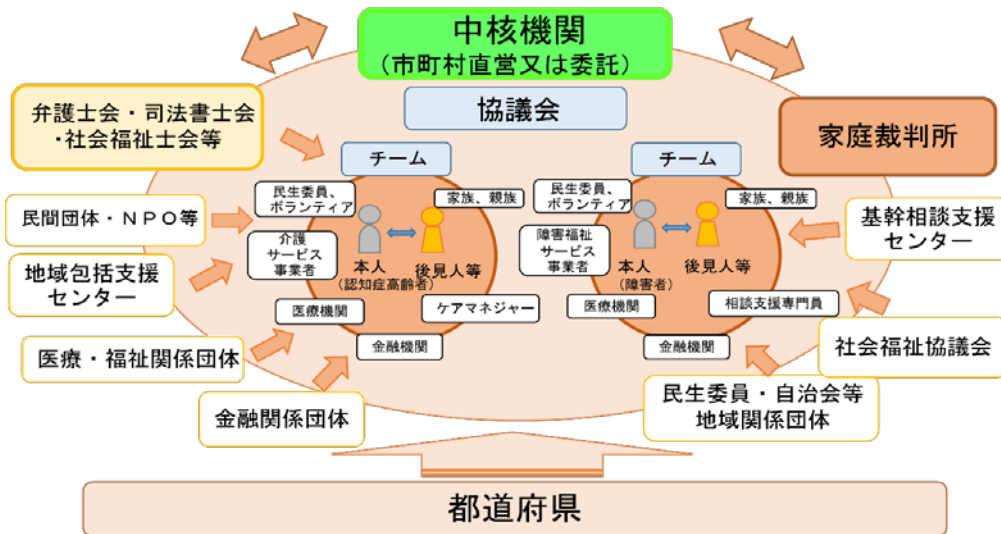 中核機関
（市町村直営又は委託）
協議会
弁護士会・司法書士会
・社会福祉士会等
家庭裁判所
チーム
民生委員、
ボランティア
家族、親族
介護
サービス
事業者
本人
（認知症高齢者）
後見人等
医療機関
ケアマネジャー
金融機関
チーム
民生委員、
ボランティア
家族、親族
障害福祉
サービス
事業者
本人
（障害者）
後見人等
医療機関
相談支援専門員
金融機関
民間団体・ＮＰＯ等
地域包括支援
センター
医療・福祉関係団体
金融関係団体
基幹相談支援
センター
社会福祉協議会
民生委員・自治会等
地域関係団体
都道府県